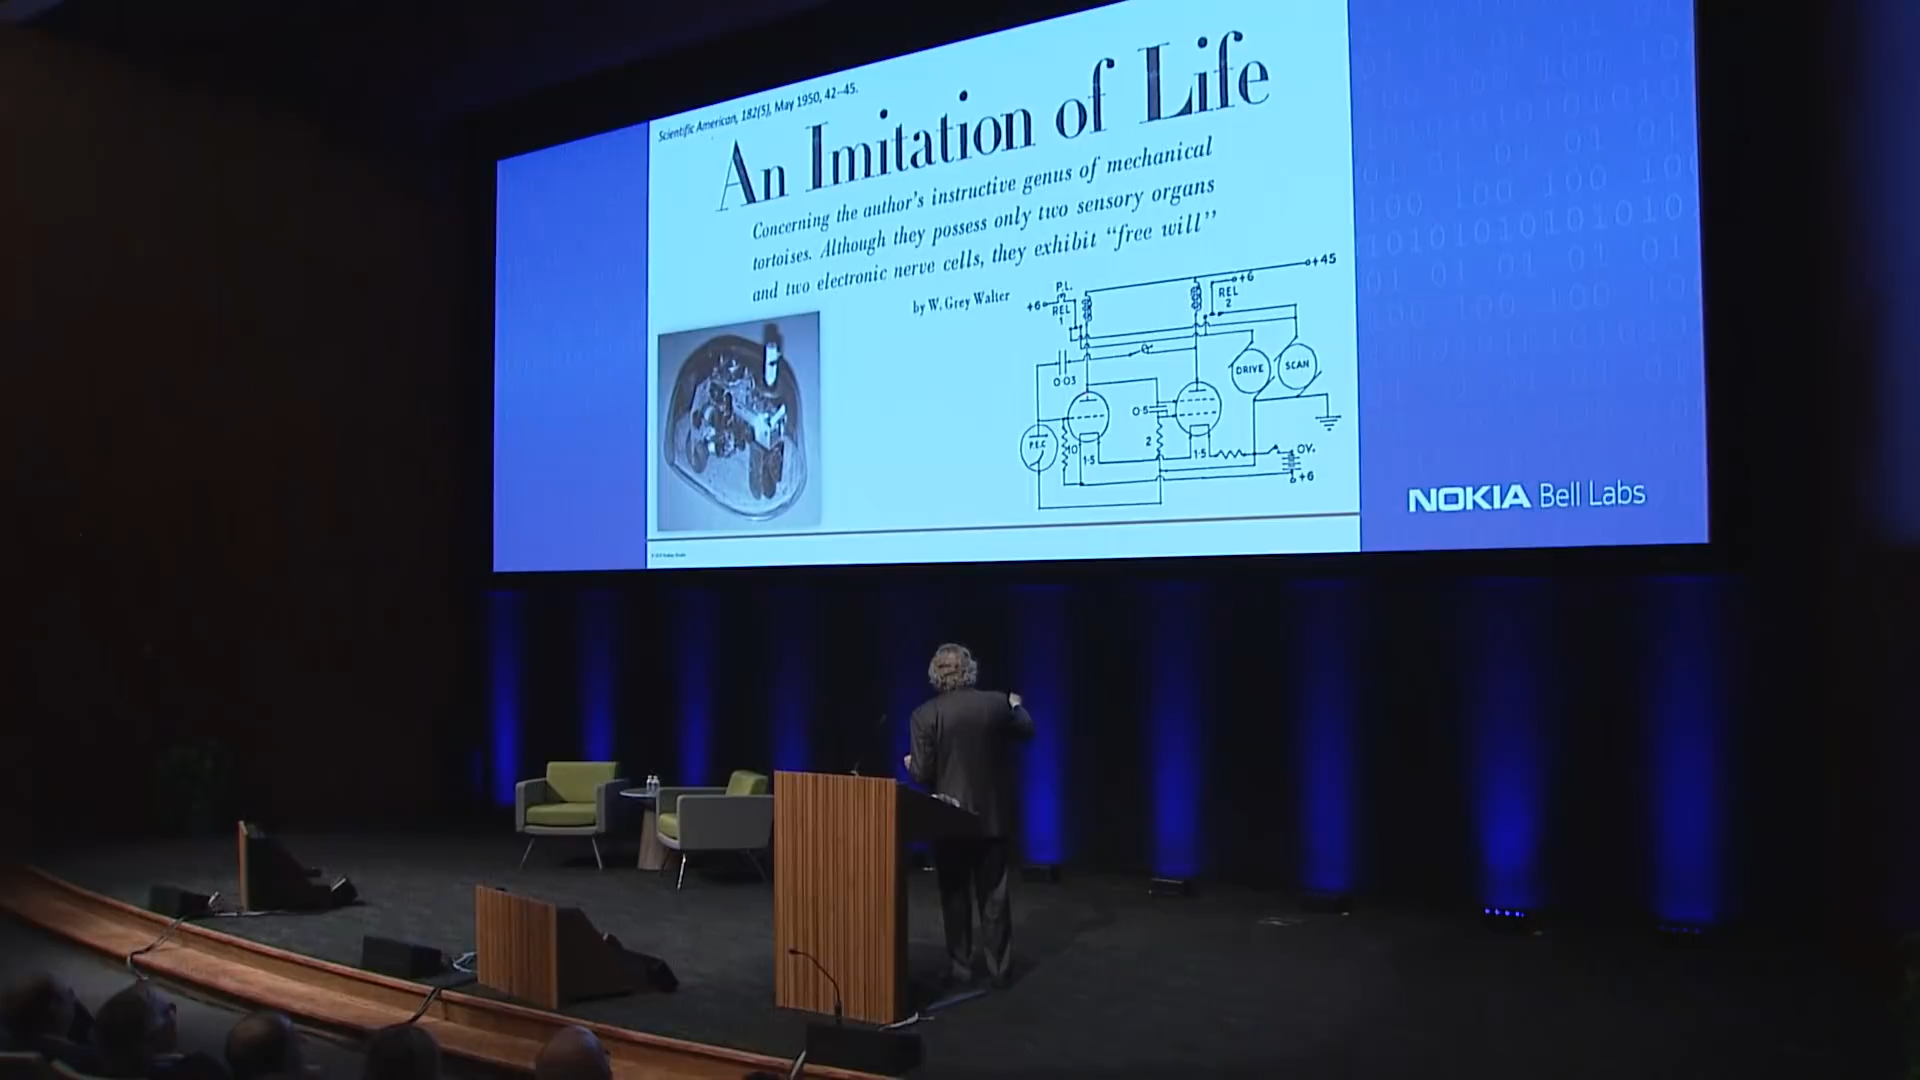 Scientific American, 182(5), May 1950, 42–45.
An Imitation of Life
Concerning the author's instructive genus of mechanical
tortoises. Although they possess only two sensory organs
and two electronic nerve cells, they exhibit "free will"
by W. Grey Walter
+45
P.L.
+6
REL
1
+6
REL
2
0·03
DRIVE
SCAN
0·5
P.E.C
10
1·5
2
1·5
0V.
+6
NOKIA Bell Labs